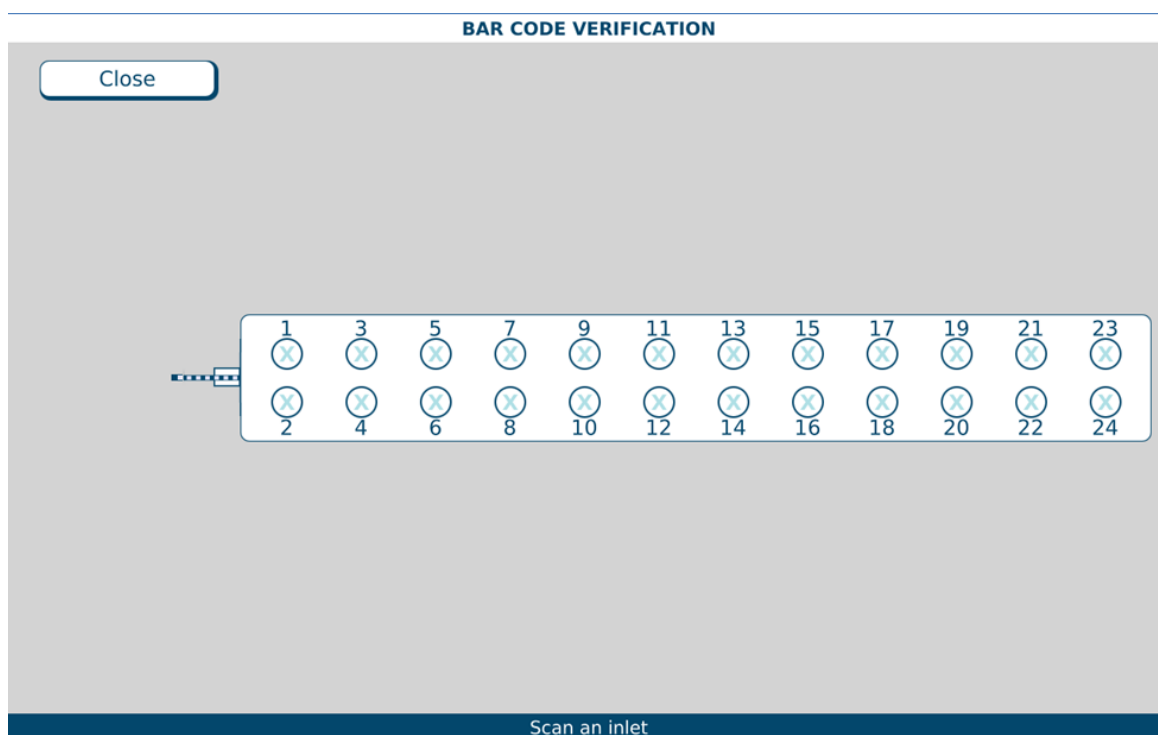 BAR CODE VERIFICATION
Close
1 3 5 7 9 11 13 15 17 19 21 23
X X X X X X X X X X X X
X X X X X X X X X X X X
2 4 6 8 10 12 14 16 18 20 22 24
Scan an inlet